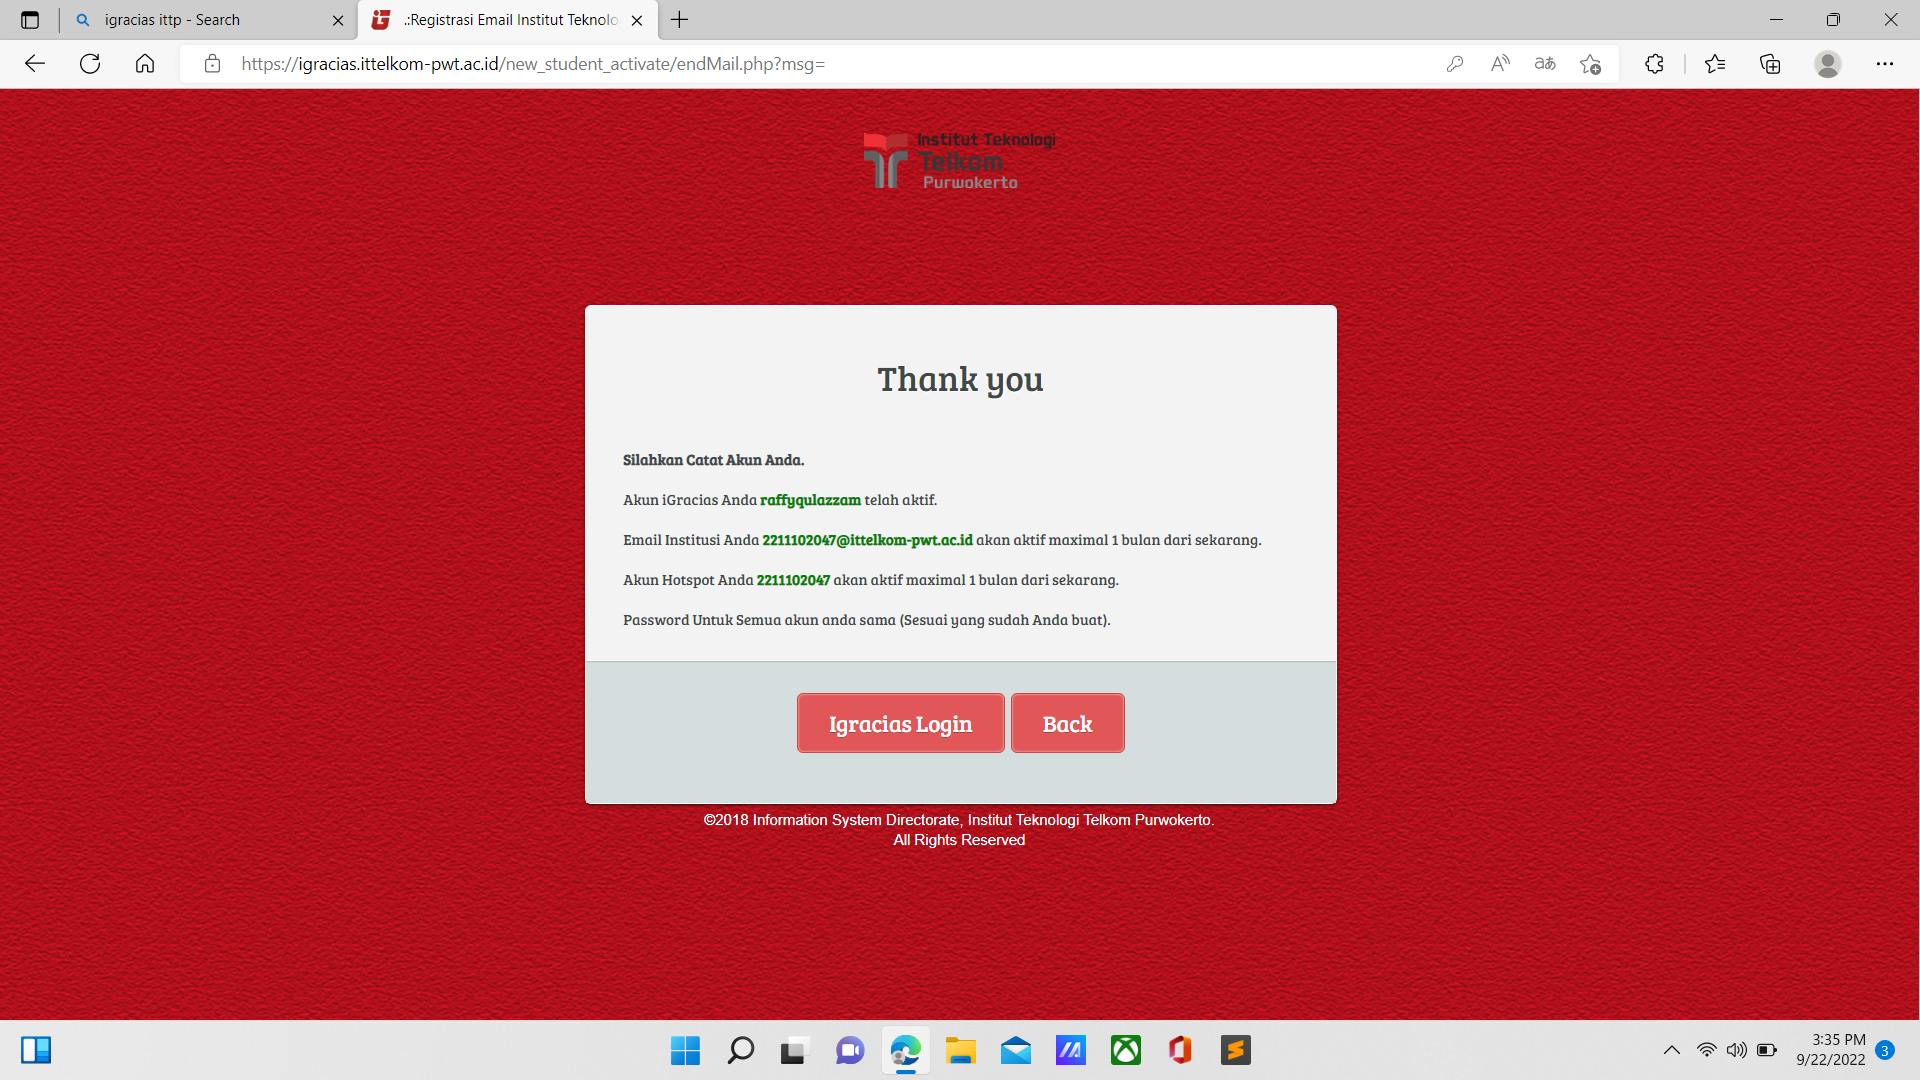 igracias ittp - Search
.:Registrasi Email Institut Teknolo
https://igracias.ittelkom-pwt.ac.id/new_student_activate/endMail.php?msg=
Institut Teknologi
Telkom
Purwokerto
Thank you
Silahkan Catat Akun Anda.
Akun iGracias Anda raffyqulazzam telah aktif.
Email Institusi Anda 2211102047@ittelkom-pwt.ac.id akan aktif maximal 1 bulan dari sekarang.
Akun Hotspot Anda 2211102047 akan aktif maximal 1 bulan dari sekarang.
Password Untuk Semua akun anda sama (Sesuai yang sudah Anda buat).
Igracias Login Back
©2018 Information System Directorate, Institut Teknologi Telkom Purwokerto.
All Rights Reserved
3:35 PM
9/22/2022
3